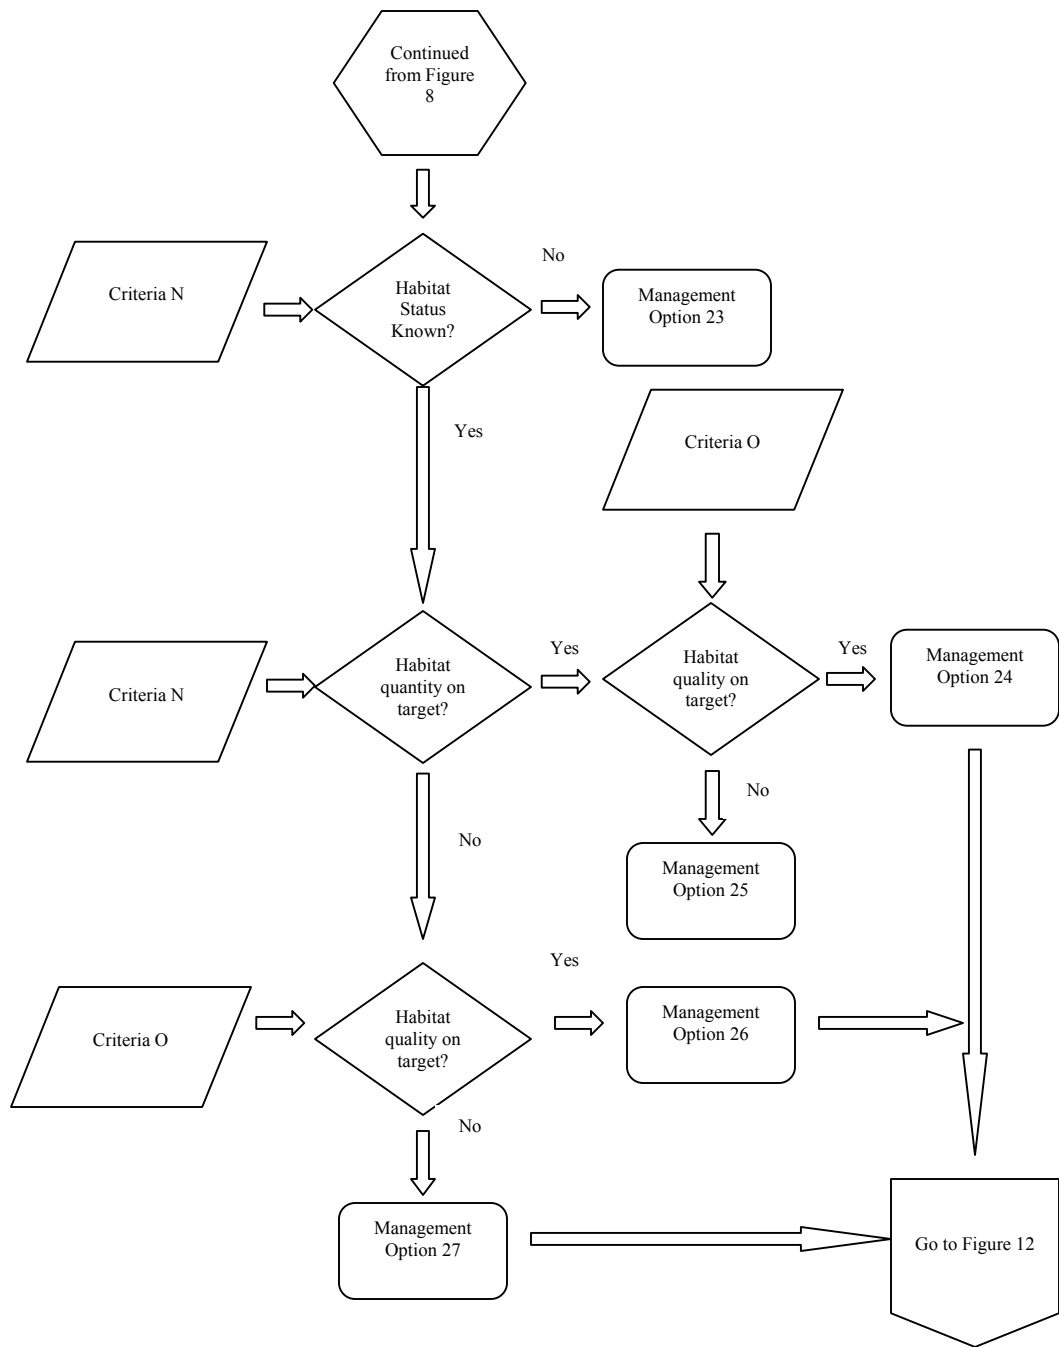 Continued
from Figure
8
No
Criteria N
Habitat
Status
Known?
Management
Option 23
Yes
Criteria O
Yes
Yes
Criteria N
Habitat
quantity on
target?
Habitat
quality on
target?
Management
Option 24
No
No
Management
Option 25
Yes
Criteria O
Habitat
quality on
target?
Management
Option 26
No
Management
Option 27
Go to Figure 12